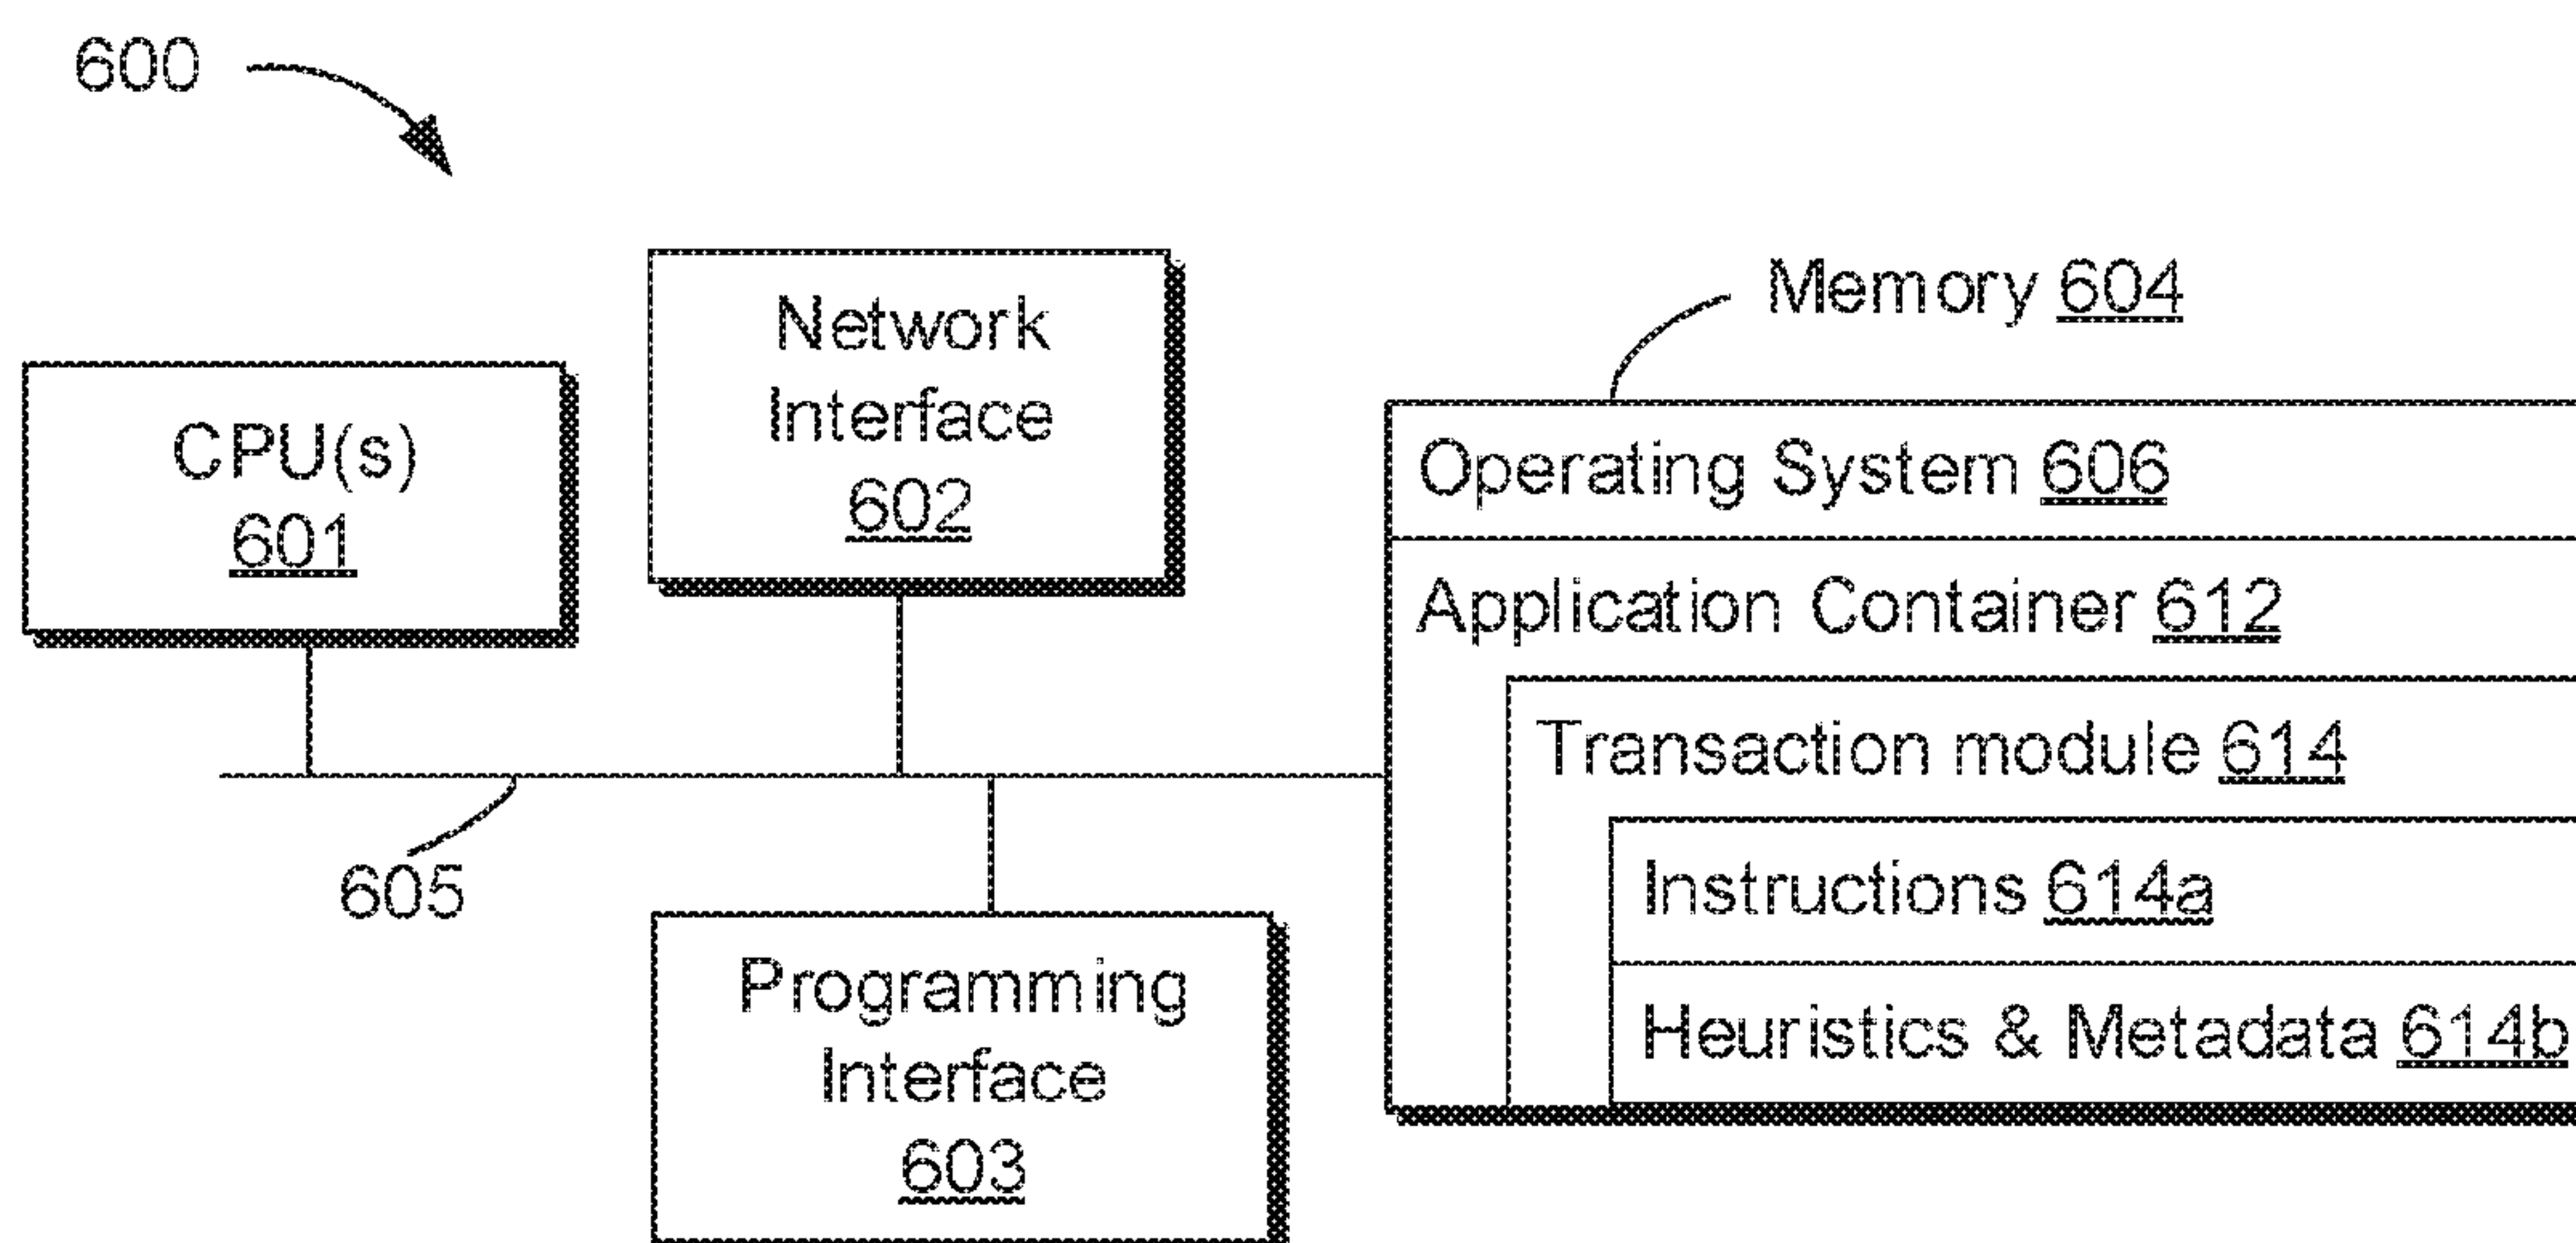 600
Network
Interface
602
CPU(s)
601
Memory 604
Operating System 606
Application Container 612
Transaction module 614
Instructions 614a
Heuristics & Metadata 614b
605
Programming
Interface
603